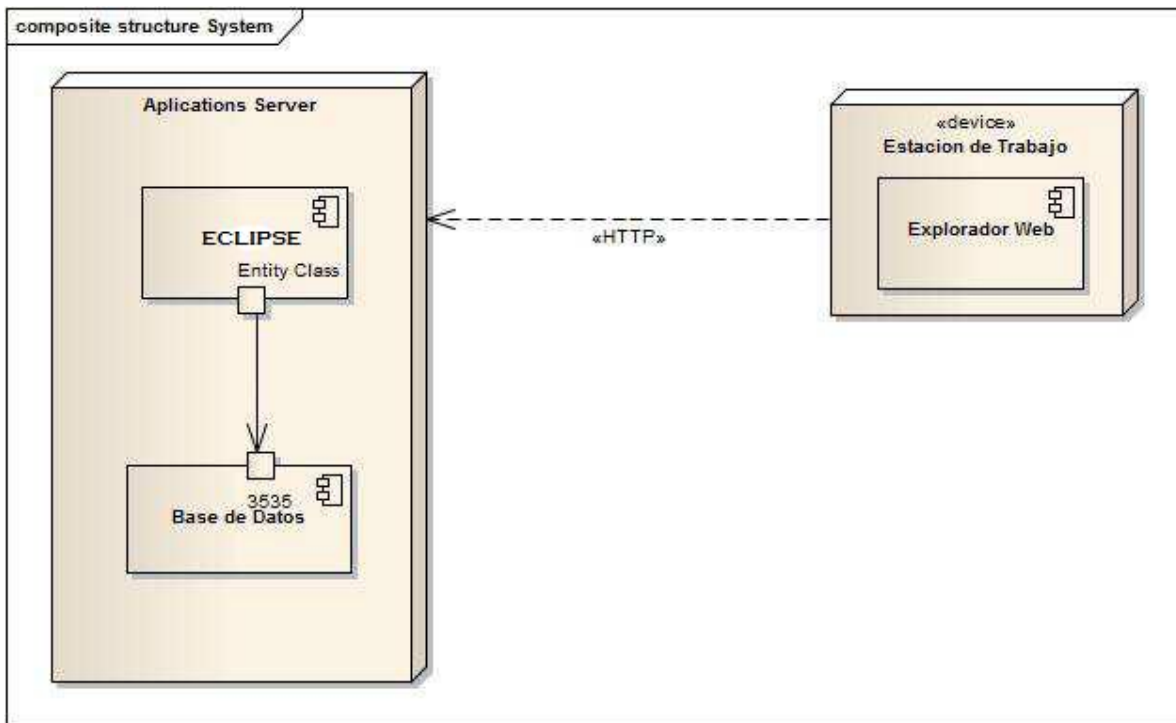 composite structure System
Aplications Server
ECLIPSE
Entity Class
3535
Base de Datos
«HTTP»
«device»
Estacion de Trabajo
Explorador Web